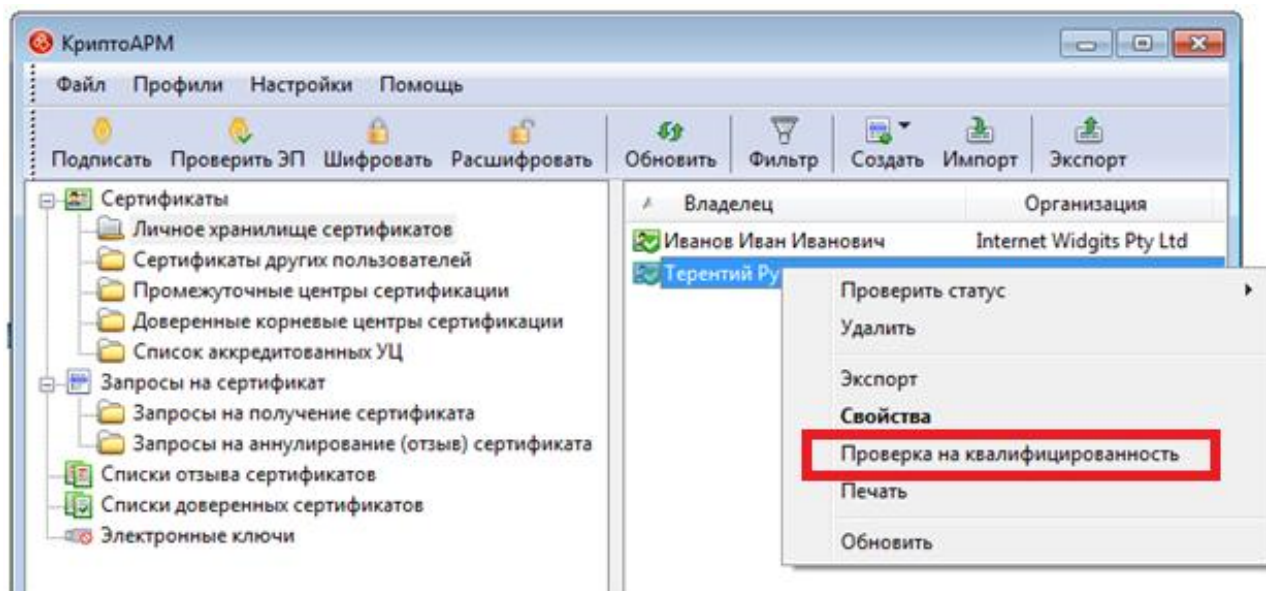 КриптоАРМ
Файл Профили Настройки Помощь
Подписать Проверить ЭП Шифровать Расшифровать Обновить Фильтр Создать Импорт Экспорт
Сертификаты
Личное хранилище сертификатов
Сертификаты других пользователей
Промежуточные центры сертификации
Доверенные корневые центры сертификации
Список аккредитованных УЦ
Запросы на сертификат
Запросы на получение сертификата
Запросы на аннулирование (отзыв) сертификата
Списки отзыва сертификатов
Списки доверенных сертификатов
Электронные ключи
Владелец Организация
Иванов Иван Иванович Internet Widgits Pty Ltd
Терентий Ру
Проверить статус
Удалить
Экспорт
Свойства
Проверка на квалифицированность
Печать
Обновить